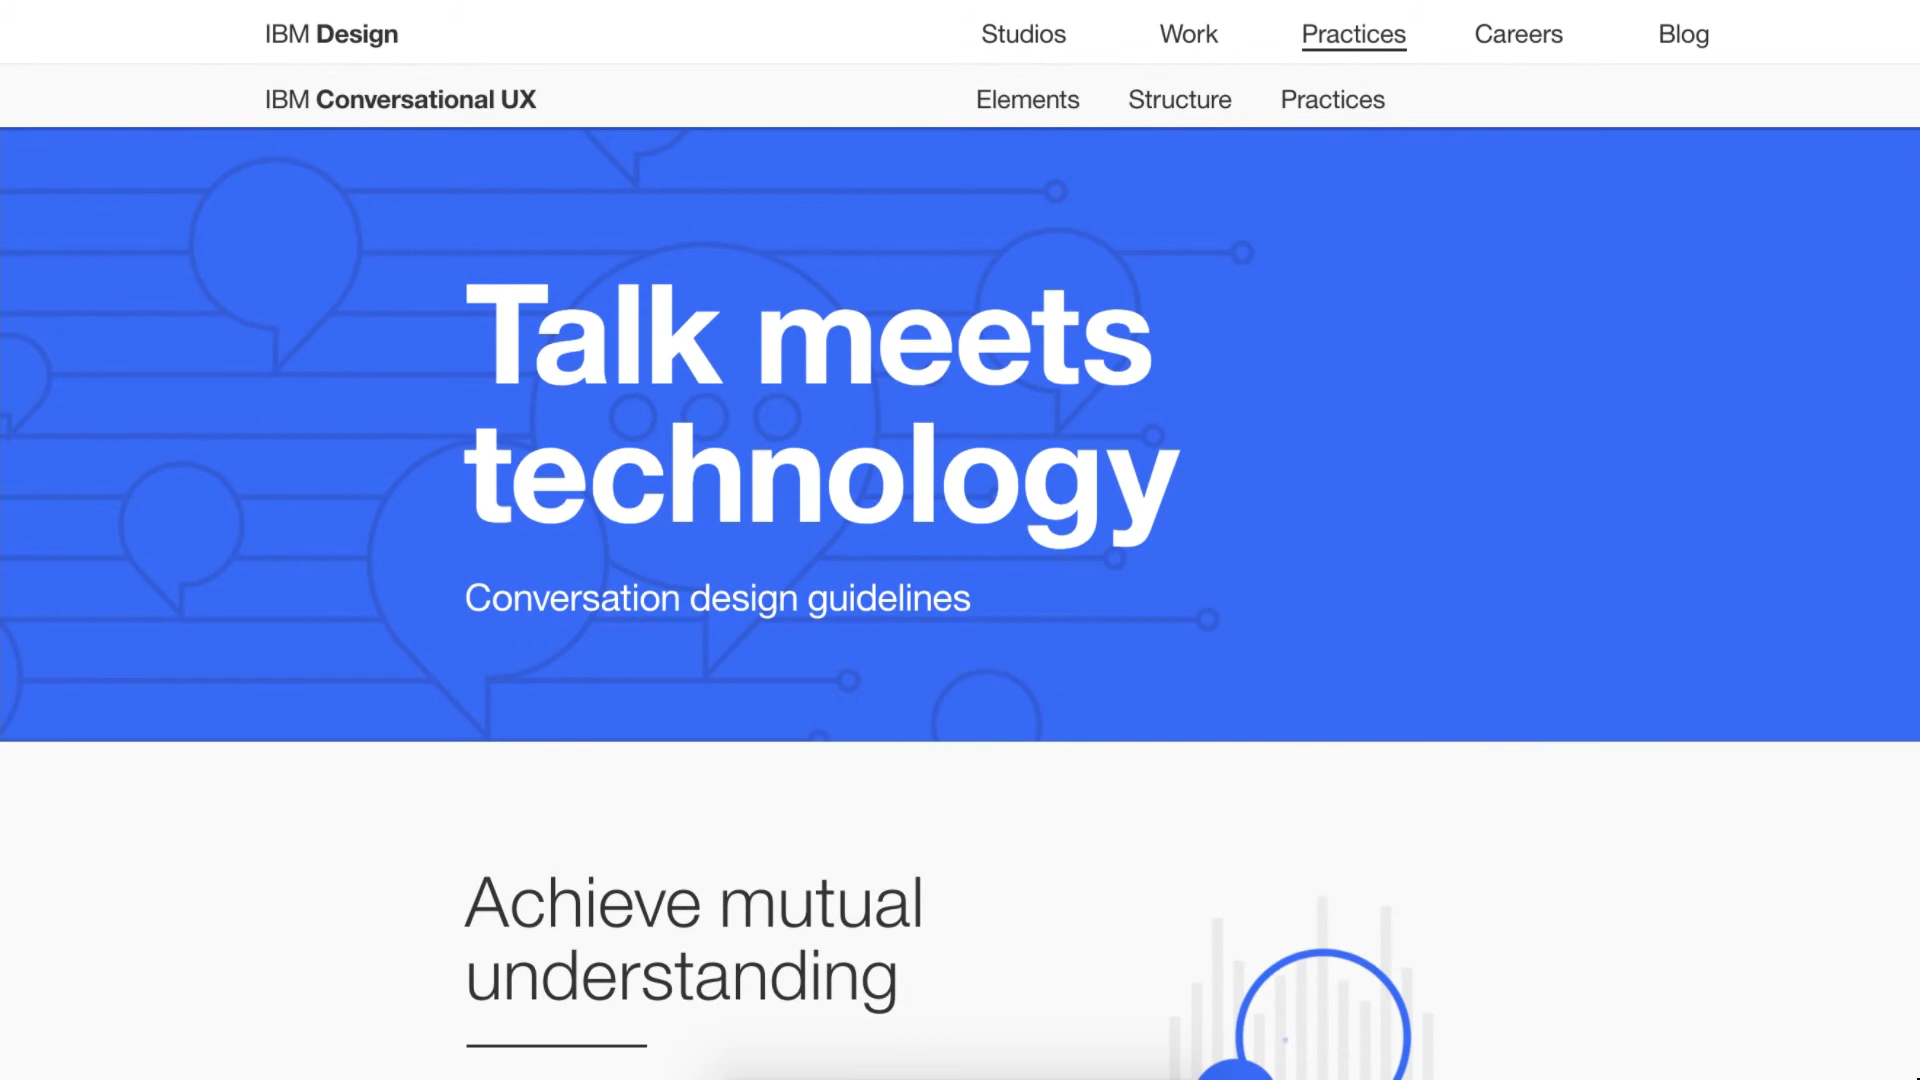 IBM Design
Studios Work Practices Careers Blog
IBM Conversational UX
Elements Structure Practices
Talk meets
technology
Conversation design guidelines
Achieve mutual
understanding